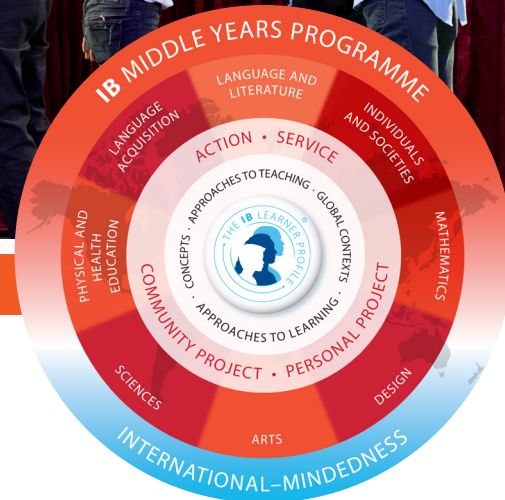 IB MIDDLE YEARS PROGRAMME
LANGUAGE AND
LITERATURE
INDIVIDUALS
AND SOCIETIES
MATHEMATICS
DESIGN
ARTS
SCIENCES
PHYSICAL AND
HEALTH
EDUCATION
LANGUAGE
ACQUISITION
ACTION • SERVICE
COMMUNITY PROJECT • PERSONAL PROJECT
APPROACHES TO TEACHING · GLOBAL CONTEXTS ·
APPROACHES TO LEARNING ·
CONCEPTS ·
THE IB LEARNER PROFILE ®
INTERNATIONAL–MINDEDNESS